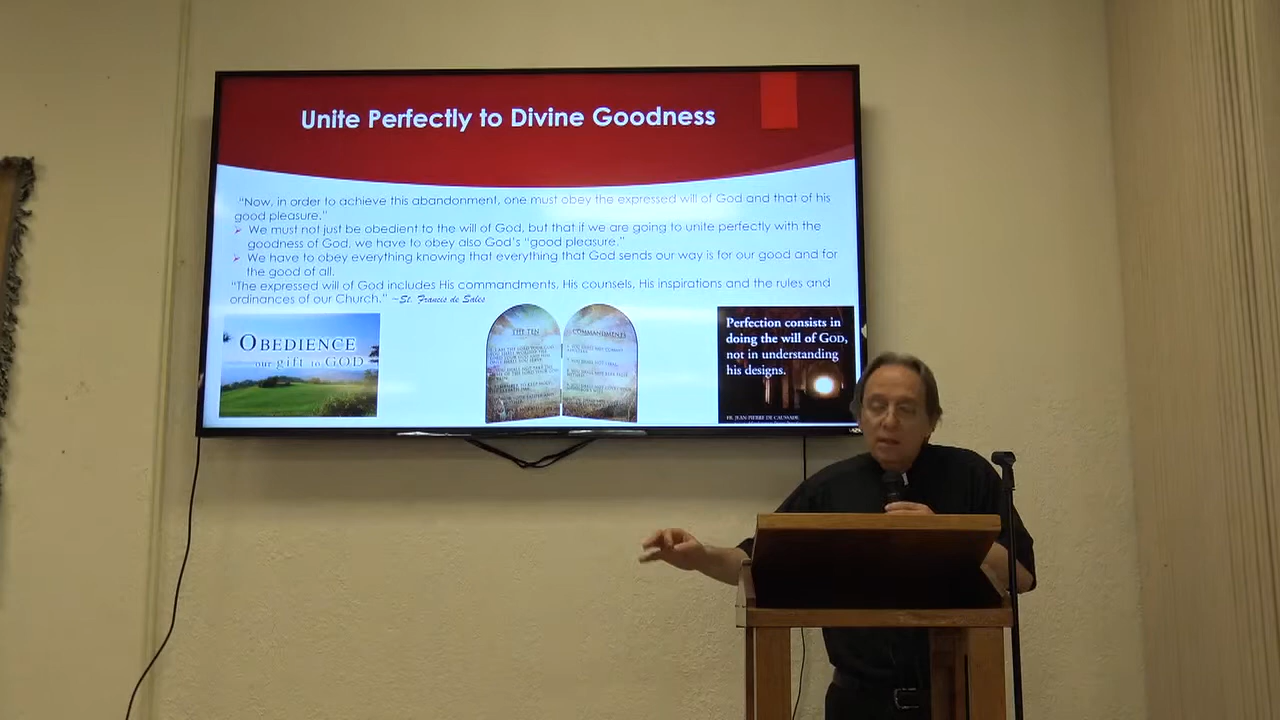 Unite Perfectly to Divine Goodness
"Now, in order to achieve this abandonment, one must obey the expressed will of God and that of his
good pleasure."
We must not just be obedient to the will of God, but that if we are going to unite perfectly with the
goodness of God, we have to obey also God's "good pleasure."
We have to obey everything knowing that everything that God sends our way is for our good and for
the good of all.
"The expressed will of God includes His commandments, His counsels, His inspirations and the rules and
ordinances of our Church." ~St. Francis de Sales
OBEDIENCE
our gift to GOD
THE TEN COMMANDMENTS
Perfection consists in
doing the will of GOD,
not in understanding
his designs.
FR. JEAN-PIERRE DE CAUSSADE